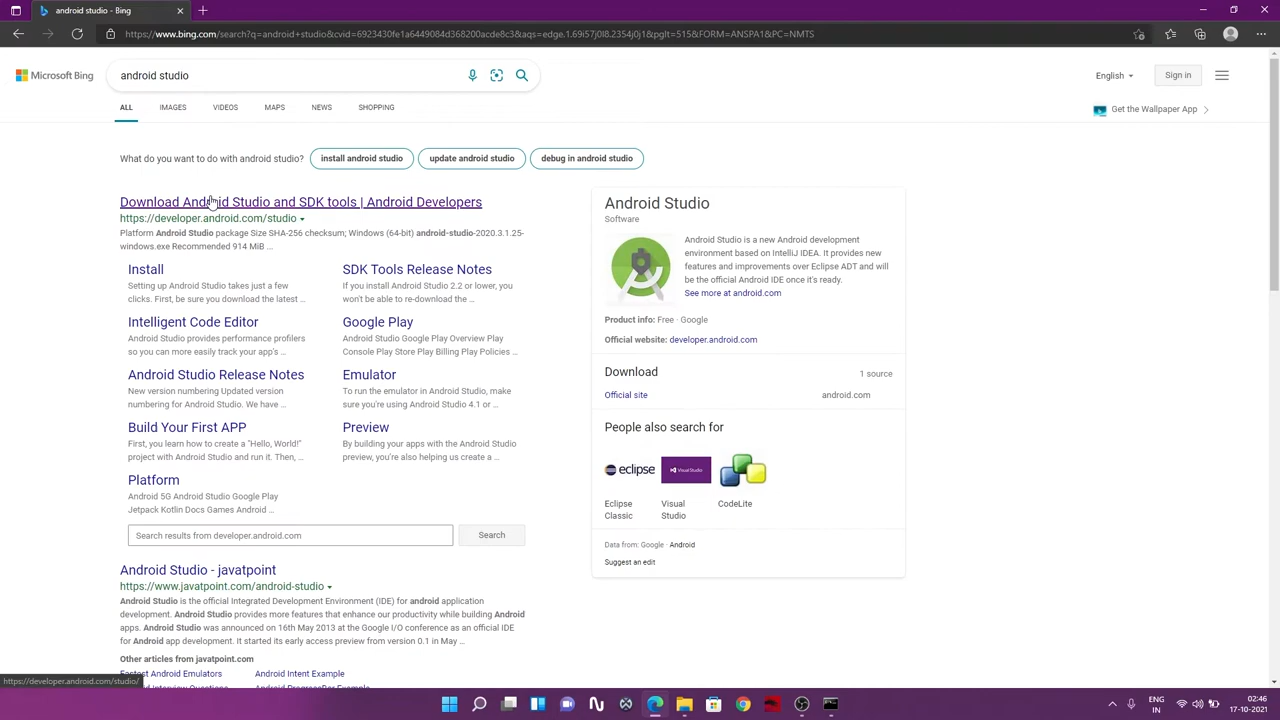 android studio - Bing
https://www.bing.com/search?q=android+studio&cvid=6923430fe1a6449084d368200acde8c3&aqs=edge.1.69i57j0l8.2354j0j1&pglt=515&FORM=ANSPA1&PC=NMTS
Microsoft Bing
android studio
English
Sign in
ALL IMAGES VIDEOS MAPS NEWS SHOPPING
Get the Wallpaper App
What do you want to do with android studio? install android studio update android studio debug in android studio
Download Android Studio and SDK tools | Android Developers
https://developer.android.com/studio
Platform Android Studio package Size SHA-256 checksum; Windows (64-bit) android-studio-2020.3.1.25-
windows.exe Recommended 914 MiB ...
Install
Setting up Android Studio takes just a few
clicks. First, be sure you download the latest ...
SDK Tools Release Notes
If you install Android Studio 2.2 or lower, you
won't be able to re-download the ...
Intelligent Code Editor
Android Studio provides performance profilers
so you can more easily track your app's ...
Google Play
Android Studio Google Play Overview Play
Console Play Store Play Billing Play Policies ...
Android Studio Release Notes
New version numbering Updated version
numbering for Android Studio. We have ...
Emulator
To run the emulator in Android Studio, make
sure you're using Android Studio 4.1 or ...
Build Your First APP
First, you learn how to create a "Hello, World!"
project with Android Studio and run it. Then, ...
Preview
By building your apps with the Android Studio
preview, you're also helping us create a ...
Platform
Android 5G Android Studio Google Play
Jetpack Kotlin Docs Games Android ...
Search results from developer.android.com
Search
Android Studio - javatpoint
https://www.javatpoint.com/android-studio
Android Studio is the official Integrated Development Environment (IDE) for android application
development. Android Studio provides more features that enhance our productivity while building Android
apps. Android Studio was announced on 16th May 2013 at the Google I/O conference as an official IDE
for Android app development. It started its early access preview from version 0.1 in May ...
Other articles from javatpoint.com
Fastest Android Emulators
Android Intent Example
Interview Questions
Android ProgressBar Example
https://developer.android.com/studio/
Android Studio
Software
Android Studio is a new Android development
environment based on IntelliJ IDEA. It provides new
features and improvements over Eclipse ADT and will
be the official Android IDE once it's ready.
See more at android.com
Product info: Free · Google
Official website: developer.android.com
Download
1 source
Official site
android.com
People also search for
eclipse
Visual Studio
Eclipse
Classic
Visual
Studio
CodeLite
Data from: Google · Android
Suggest an edit
ENG
IN
02:46
17-10-2021